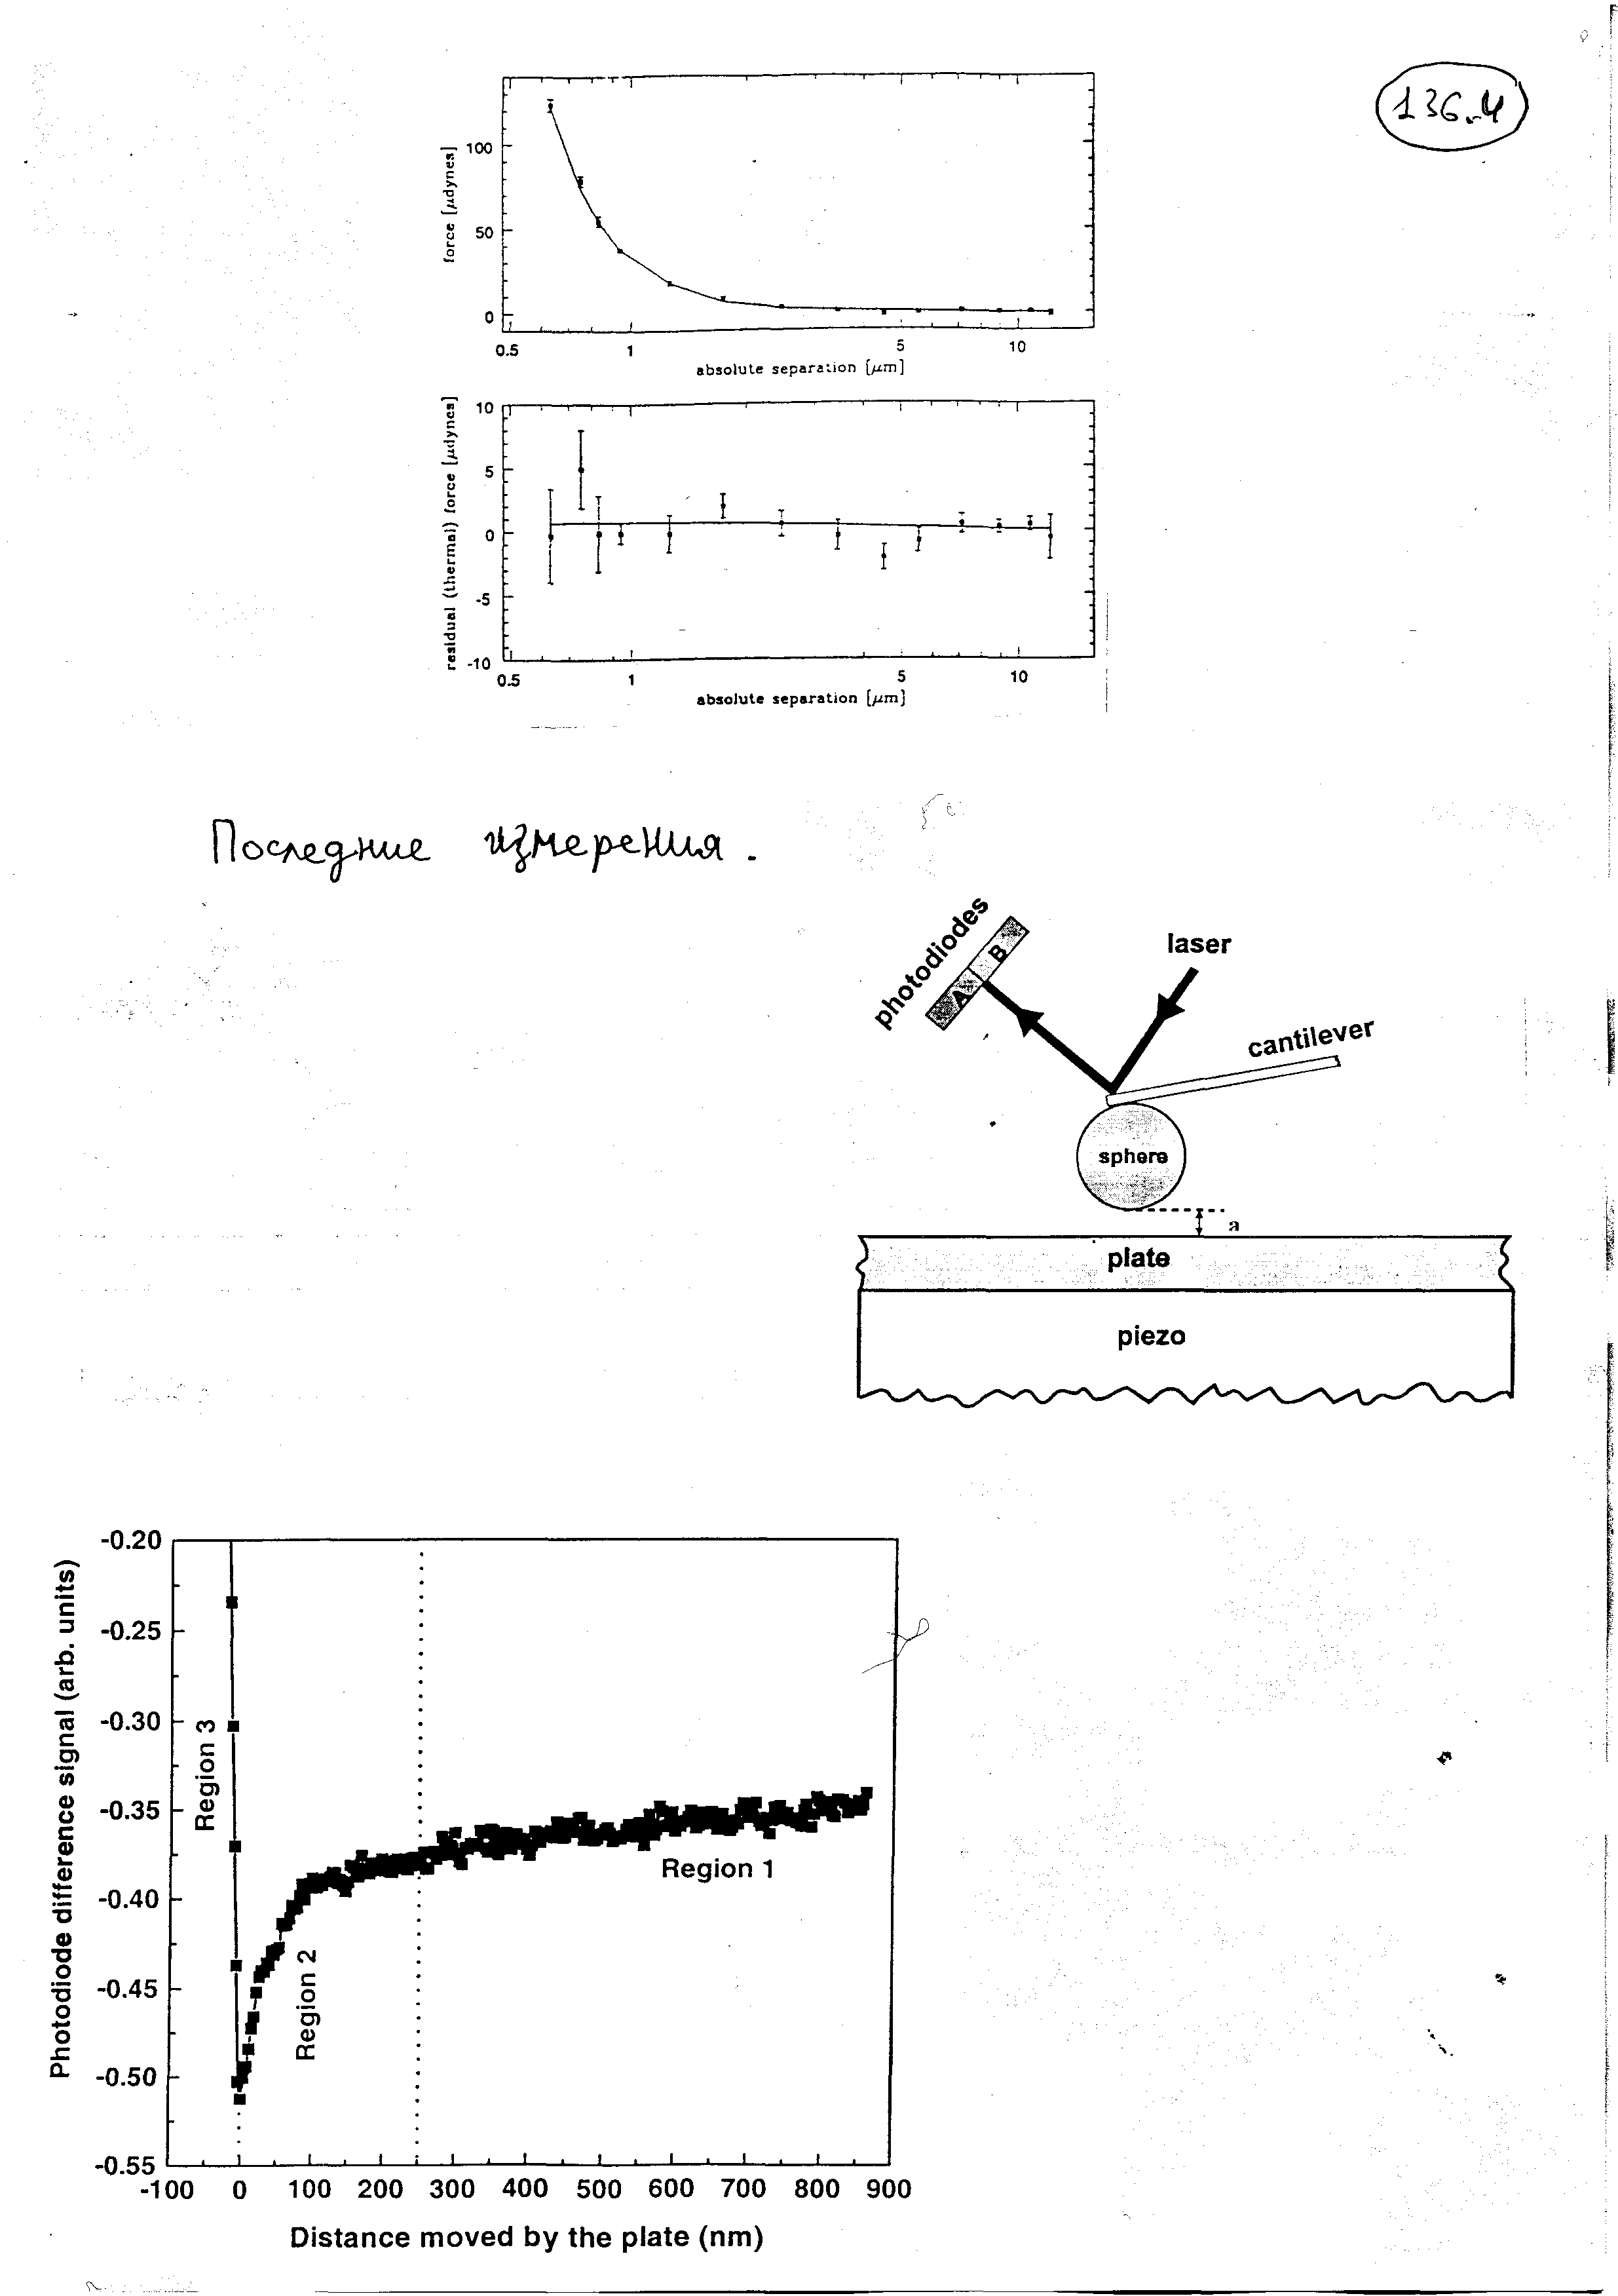 136.4
force [μdynes]
100
50
0
0.5 1 5 10
absolute separation [μm]
residual (thermal) force [μdynes]
10
5
0
-5
-10
0.5 1 5 10
absolute separation [μm]
Последние измерения.
photodiodes
A B
laser
cantilever
sphere
a
plate
piezo
Photodiode difference signal (arb. units)
-0.20
-0.25
-0.30
-0.35
-0.40
-0.45
-0.50
-0.55
Region 3
Region 2
Region 1
-100 0 100 200 300 400 500 600 700 800 900
Distance moved by the plate (nm)